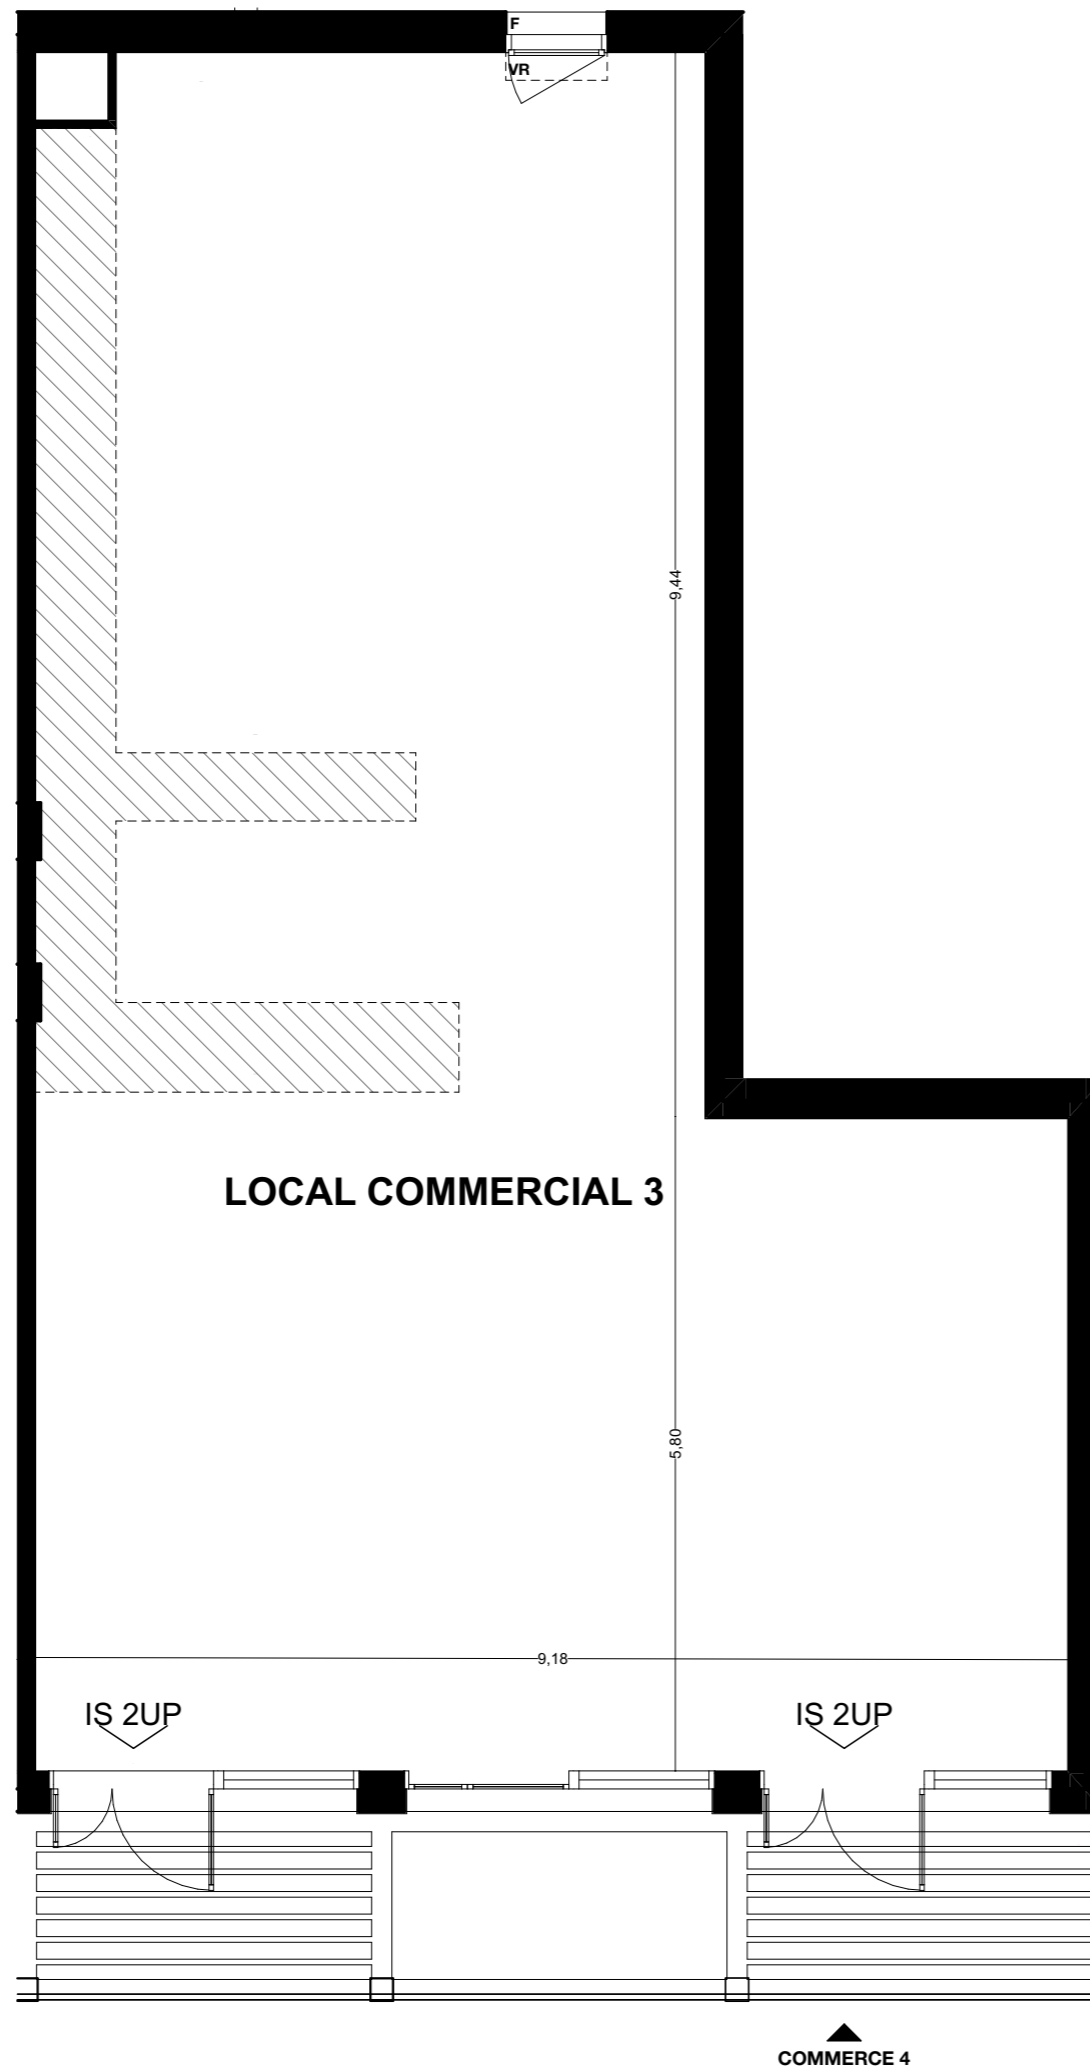 F
VR
9,44
LOCAL COMMERCIAL 3
5,80
9,18
IS 2UP
IS 2UP
COMMERCE 4